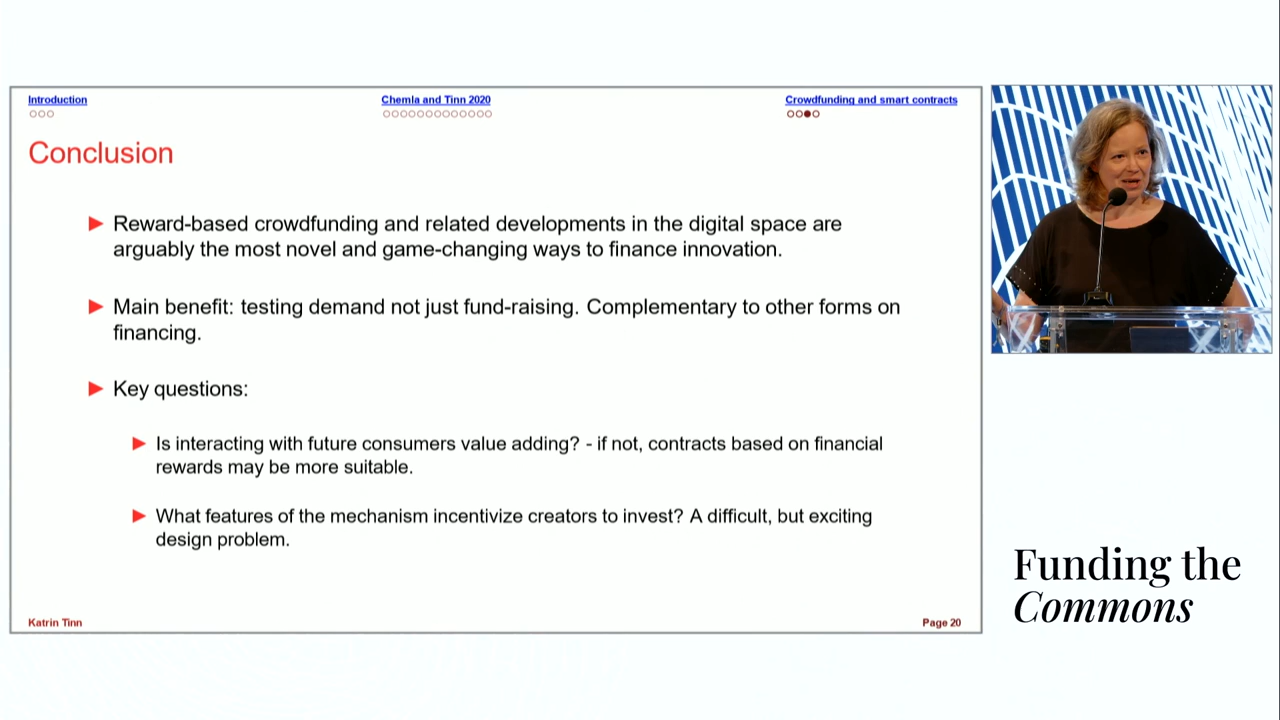 Introduction
Chemla and Tinn 2020
Crowdfunding and smart contracts
Conclusion
Reward-based crowdfunding and related developments in the digital space are
arguably the most novel and game-changing ways to finance innovation.
Main benefit: testing demand not just fund-raising. Complementary to other forms on
financing.
Key questions:
Is interacting with future consumers value adding? - if not, contracts based on financial
rewards may be more suitable.
What features of the mechanism incentivize creators to invest? A difficult, but exciting
design problem.
Katrin Tinn
Page 20
Funding the
Commons